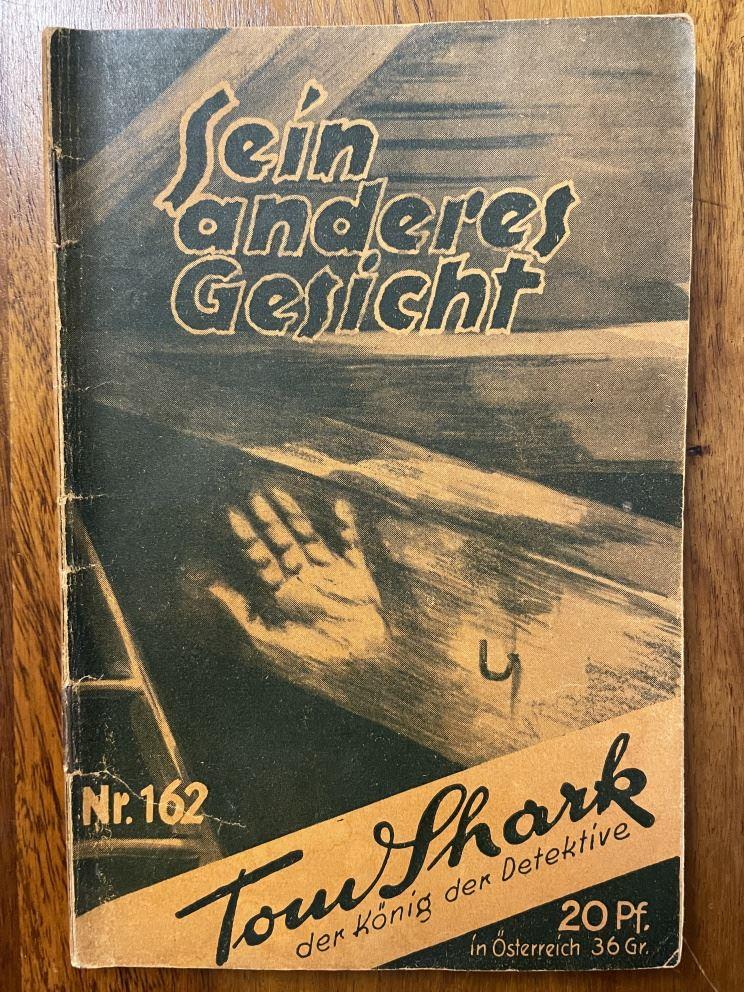 Sein
anderes
Gesicht
Nr. 162
Tom Shark
der König der Detektive
20 Pf.
in Österreich 36 Gr.